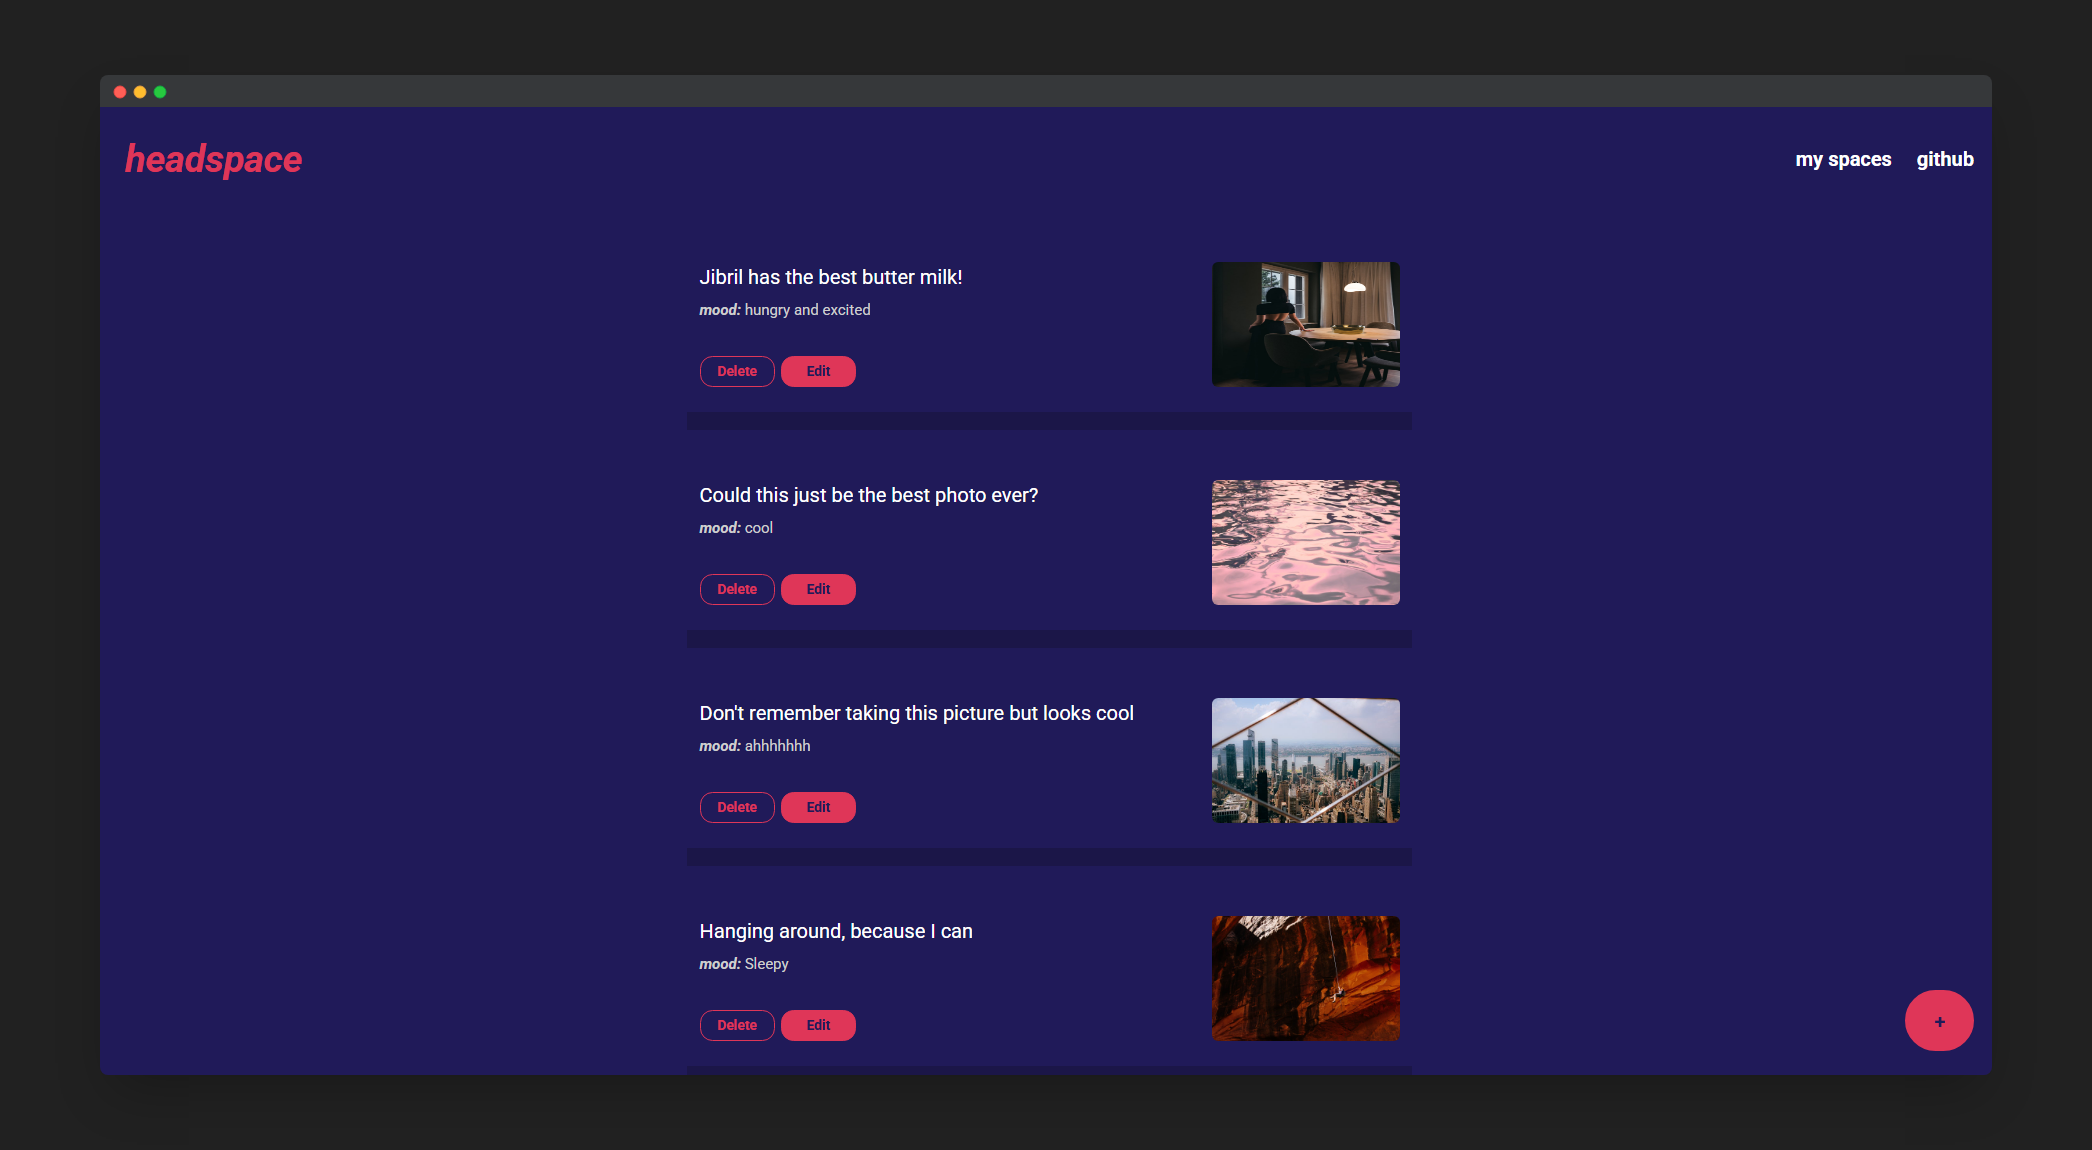 headspace
my spaces github
Jibril has the best butter milk!
mood: hungry and excited
Delete Edit
Could this just be the best photo ever?
mood: cool
Delete Edit
Don't remember taking this picture but looks cool
mood: ahhhhhhh
Delete Edit
Hanging around, because I can
mood: Sleepy
Delete Edit
+